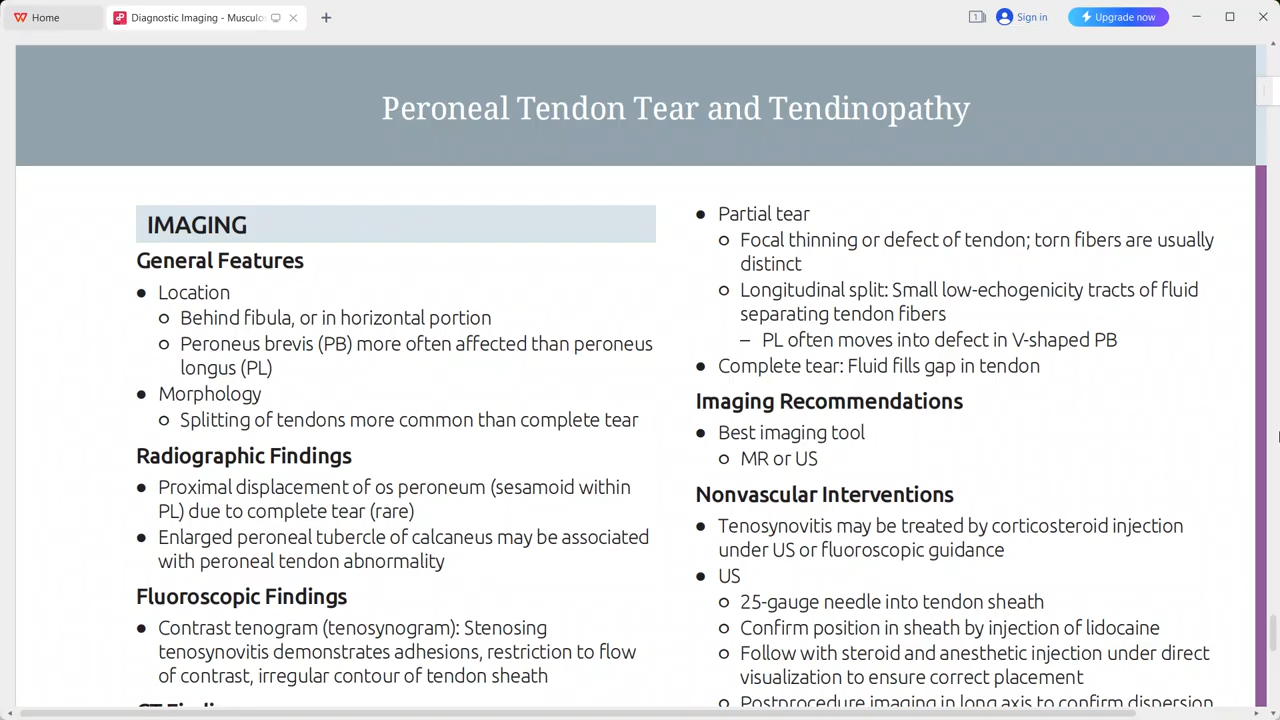 Home
Diagnostic Imaging - Musculos
Sign in
Upgrade now
Peroneal Tendon Tear and Tendinopathy
IMAGING
General Features
● Location
○ Behind fibula, or in horizontal portion
○ Peroneus brevis (PB) more often affected than peroneus
longus (PL)
● Morphology
○ Splitting of tendons more common than complete tear
Radiographic Findings
● Proximal displacement of os peroneum (sesamoid within
PL) due to complete tear (rare)
● Enlarged peroneal tubercle of calcaneus may be associated
with peroneal tendon abnormality
Fluoroscopic Findings
● Contrast tenogram (tenosynogram): Stenosing
tenosynovitis demonstrates adhesions, restriction to flow
of contrast, irregular contour of tendon sheath
● Partial tear
○ Focal thinning or defect of tendon; torn fibers are usually
distinct
○ Longitudinal split: Small low-echogenicity tracts of fluid
separating tendon fibers
– PL often moves into defect in V-shaped PB
● Complete tear: Fluid fills gap in tendon
Imaging Recommendations
● Best imaging tool
○ MR or US
Nonvascular Interventions
● Tenosynovitis may be treated by corticosteroid injection
under US or fluoroscopic guidance
● US
○ 25-gauge needle into tendon sheath
○ Confirm position in sheath by injection of lidocaine
○ Follow with steroid and anesthetic injection under direct
visualization to ensure correct placement
○ Postprocedure imaging in long axis to confirm dispersion